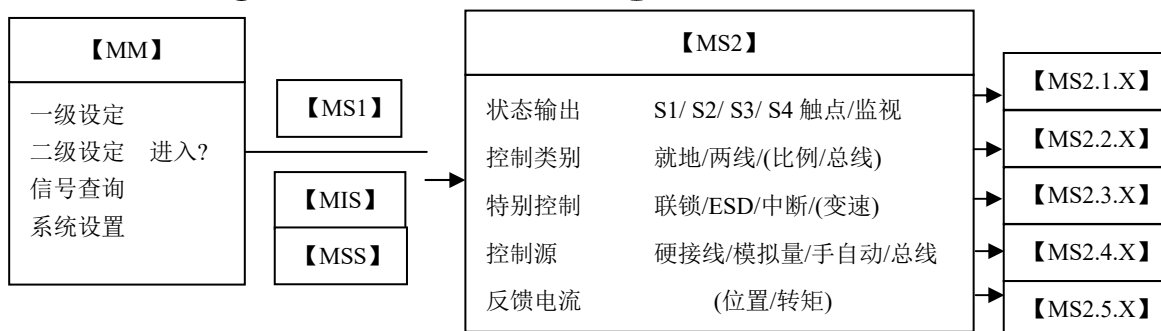 【MM】
一级设定
二级设定 进入?
信号查询
系统设置
【MS1】
【MIS】
【MSS】
【MS2】
状态输出 S1/ S2/ S3/ S4 触点/监视
控制类别 就地/两线/(比例/总线)
特别控制 联锁/ESD/中断/(变速)
控制源 硬接线/模拟量/手自动/总线
反馈电流 (位置/转矩)
【MS2.1.X】
【MS2.2.X】
【MS2.3.X】
【MS2.4.X】
【MS2.5.X】